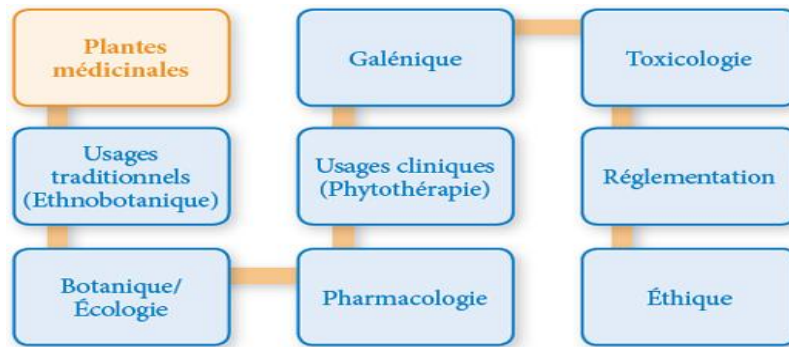 Plantes
médicinales
Usages
traditionnels
(Ethnobotanique)
Botanique/
Écologie
Pharmacologie
Usages cliniques
(Phytothérapie)
Galénique
Toxicologie
Réglementation
Éthique